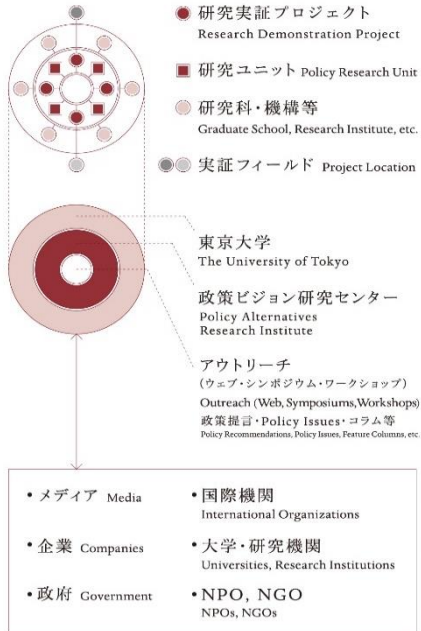 研究実証プロジェクト
Research Demonstration Project
研究ユニット Policy Research Unit
研究科・機構等
Graduate School, Research Institute, etc.
実証フィールド Project Location
東京大学
The University of Tokyo
政策ビジョン研究センター
Policy Alternatives
Research Institute
アウトリーチ
(ウェブ・シンポジウム・ワークショップ)
Outreach (Web, Symposiums,Workshops)
政策提言・Policy Issues・コラム等
Policy Recommendations, Policy Issues, Feature Columns, etc.
• メディア Media
• 企業 Companies
• 政府 Government
• 国際機関
International Organizations
• 大学・研究機関
Universities, Research Institutions
• NPO, NGO
NPOs, NGOs